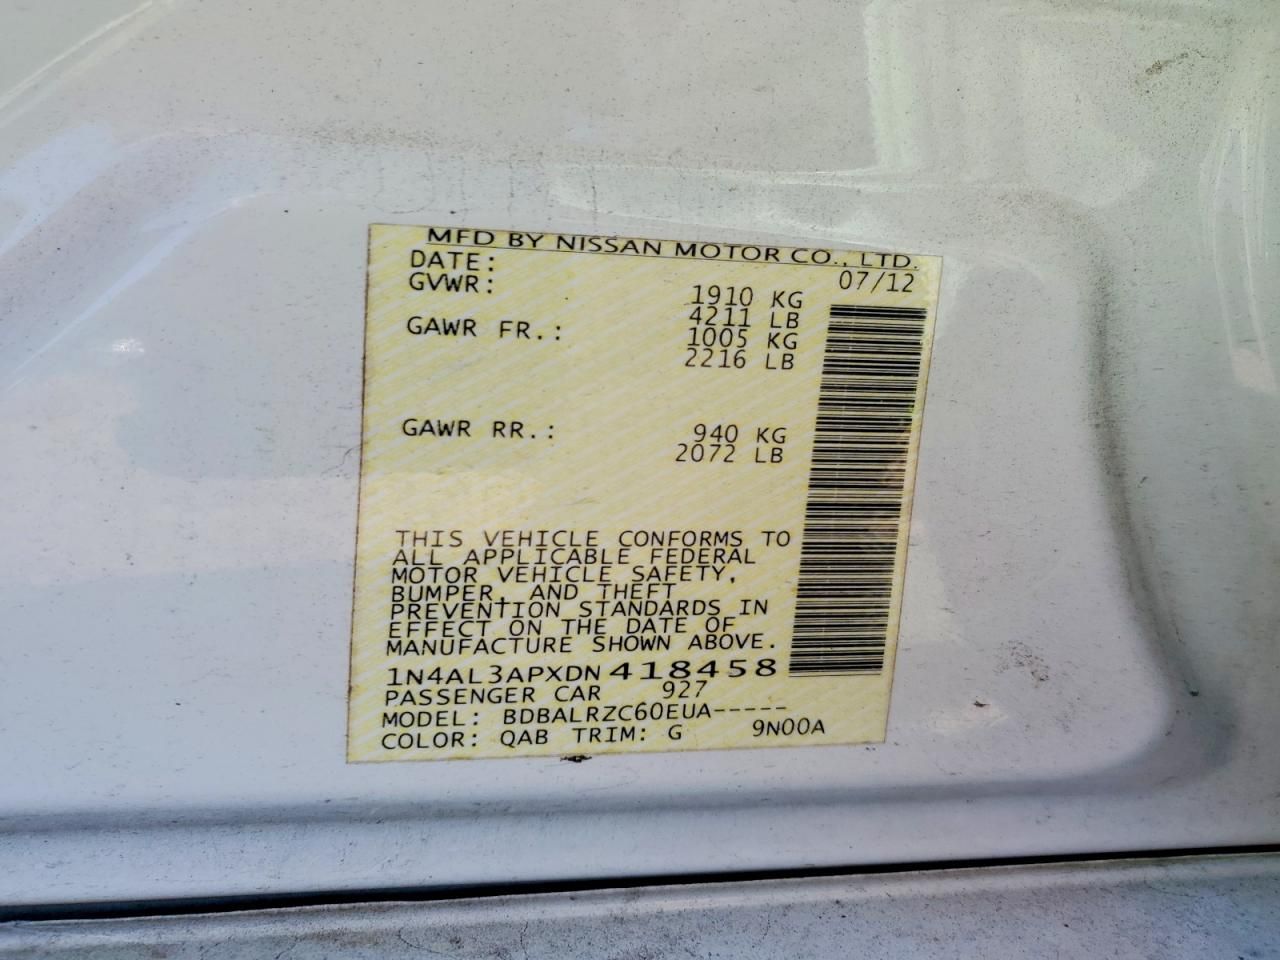 MFD BY NISSAN MOTOR CO., LTD.
DATE: 07/12
GVWR: 1910 KG
4211 LB
GAWR FR.: 1005 KG
2216 LB
GAWR RR.: 940 KG
2072 LB
THIS VEHICLE CONFORMS TO
ALL APPLICABLE FEDERAL
MOTOR VEHICLE SAFETY,
BUMPER, AND THEFT
PREVENTION STANDARDS IN
EFFECT ON THE DATE OF
MANUFACTURE SHOWN ABOVE.
1N4AL3APXDN418458
PASSENGER CAR 927
MODEL: BDBALRZC60EUA-----
COLOR: QAB TRIM: G 9N00A